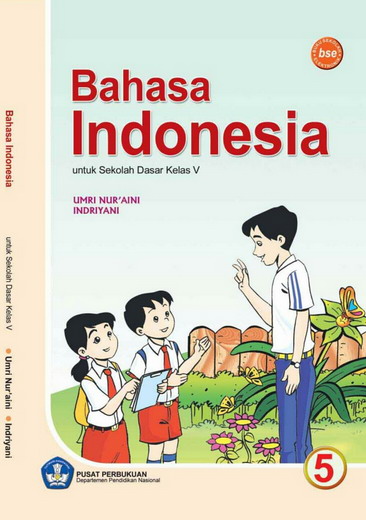 Bahasa Indonesia
untuk Sekolah Dasar Kelas V
Umri Nur'aini
Indriyani
bse
Bahasa
Indonesia
untuk Sekolah Dasar Kelas V
UMRI NUR'AINI
INDRIYANI
PUSAT PERBUKUAN
Departemen Pendidikan Nasional
5